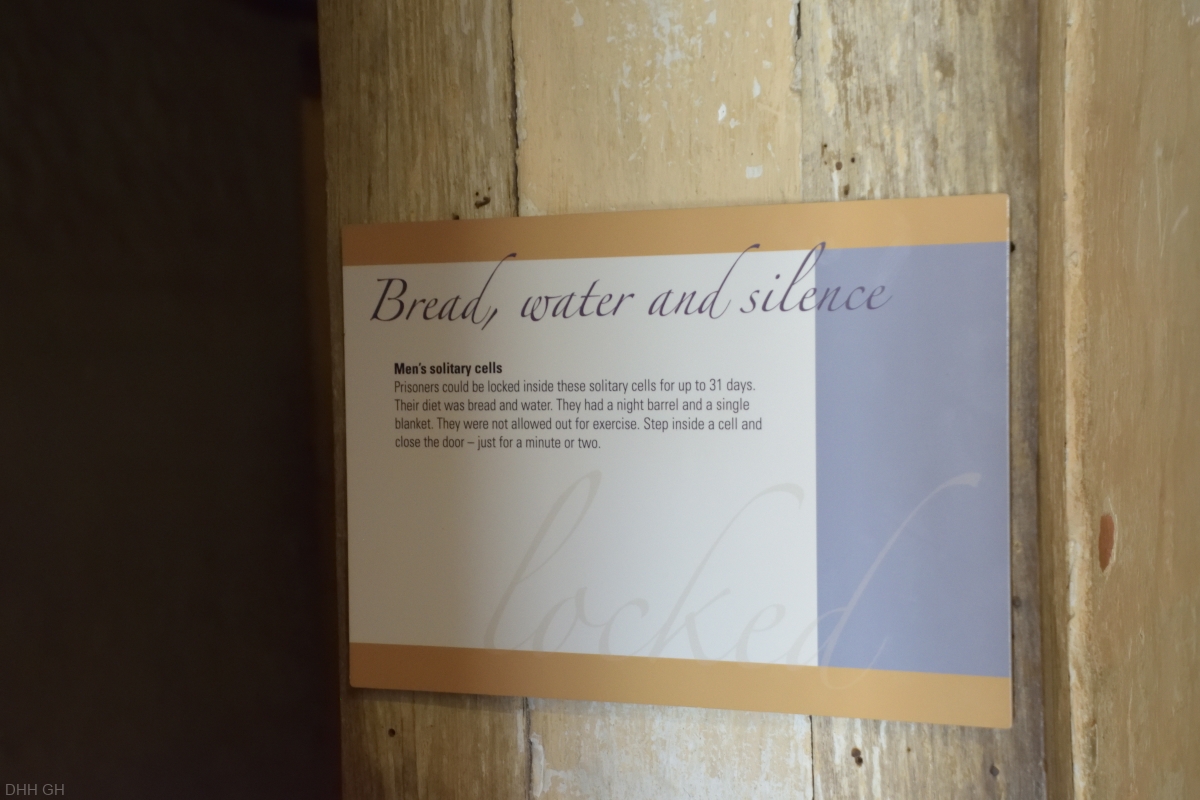 Bread, water and silence
Men's solitary cells
Prisoners could be locked inside these solitary cells for up to 31 days.
Their diet was bread and water. They had a night barrel and a single
blanket. They were not allowed out for exercise. Step inside a cell and
close the door – just for a minute or two.
locked
DHH GH